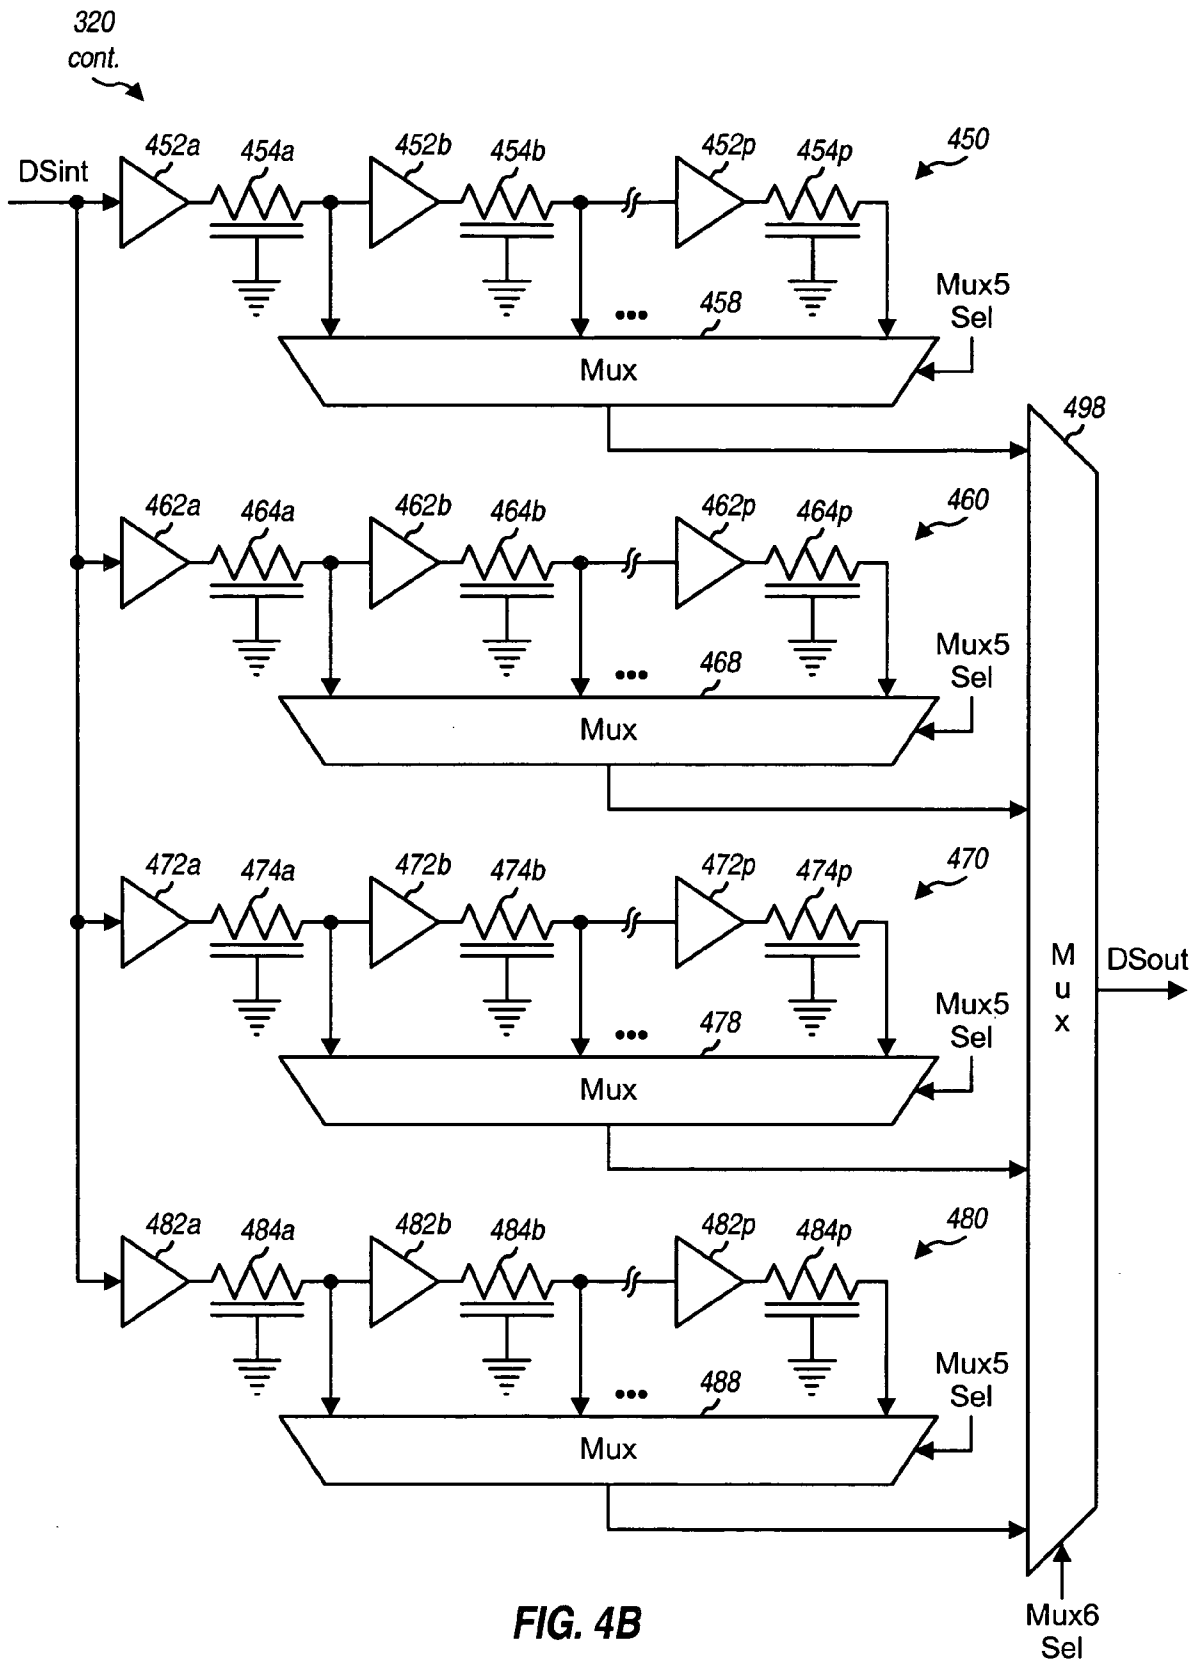 320
cont.
DSint
452a
454a
452b
454b
452p
454p
450
458
Mux5
Sel
Mux
498
462a
464a
462b
464b
462p
464p
460
468
Mux5
Sel
Mux
472a
474a
472b
474b
472p
474p
470
478
Mux5
Sel
Mux
Mux
DSout
482a
484a
482b
484b
482p
484p
480
488
Mux5
Sel
Mux
Mux6
Sel
FIG. 4B